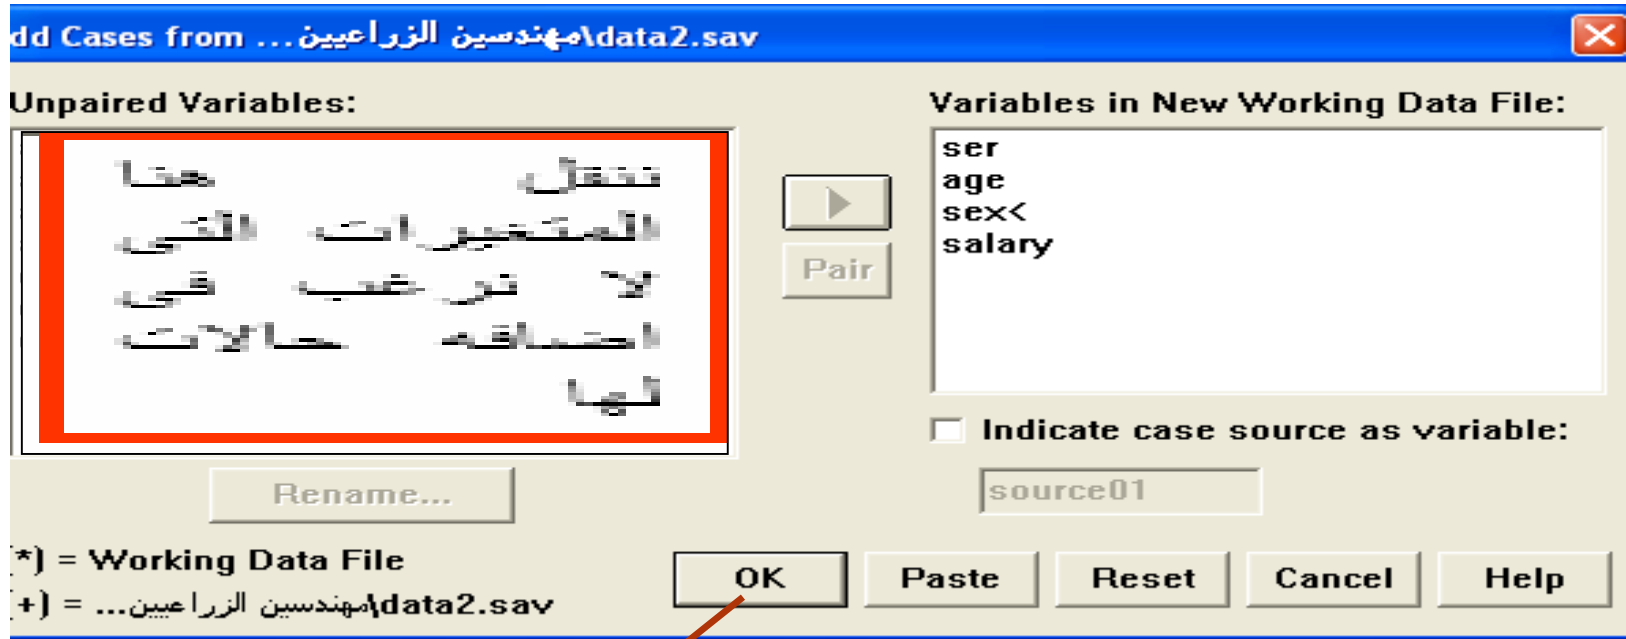 dd Cases from ...مهندسين الزراعيين\data2.sav
Unpaired Variables:
تنتقل هنا
المتغيرات التي
لا نرغب في
اضافه حالات
لها
Rename...
(*) = Working Data File
(+) = ...مهندسين الزراعيين\data2.sav
Pair
Variables in New Working Data File:
ser
age
sex<
salary
Indicate case source as variable:
source01
OK
Paste
Reset
Cancel
Help